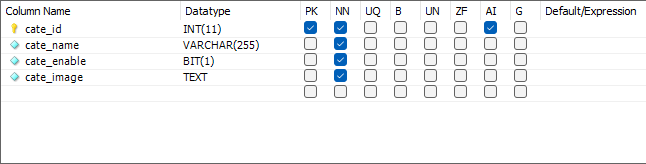 Column Name Datatype PK NN UQ B UN ZF AI G Default/Expression
cate_id INT(11)
cate_name VARCHAR(255)
cate_enable BIT(1)
cate_image TEXT